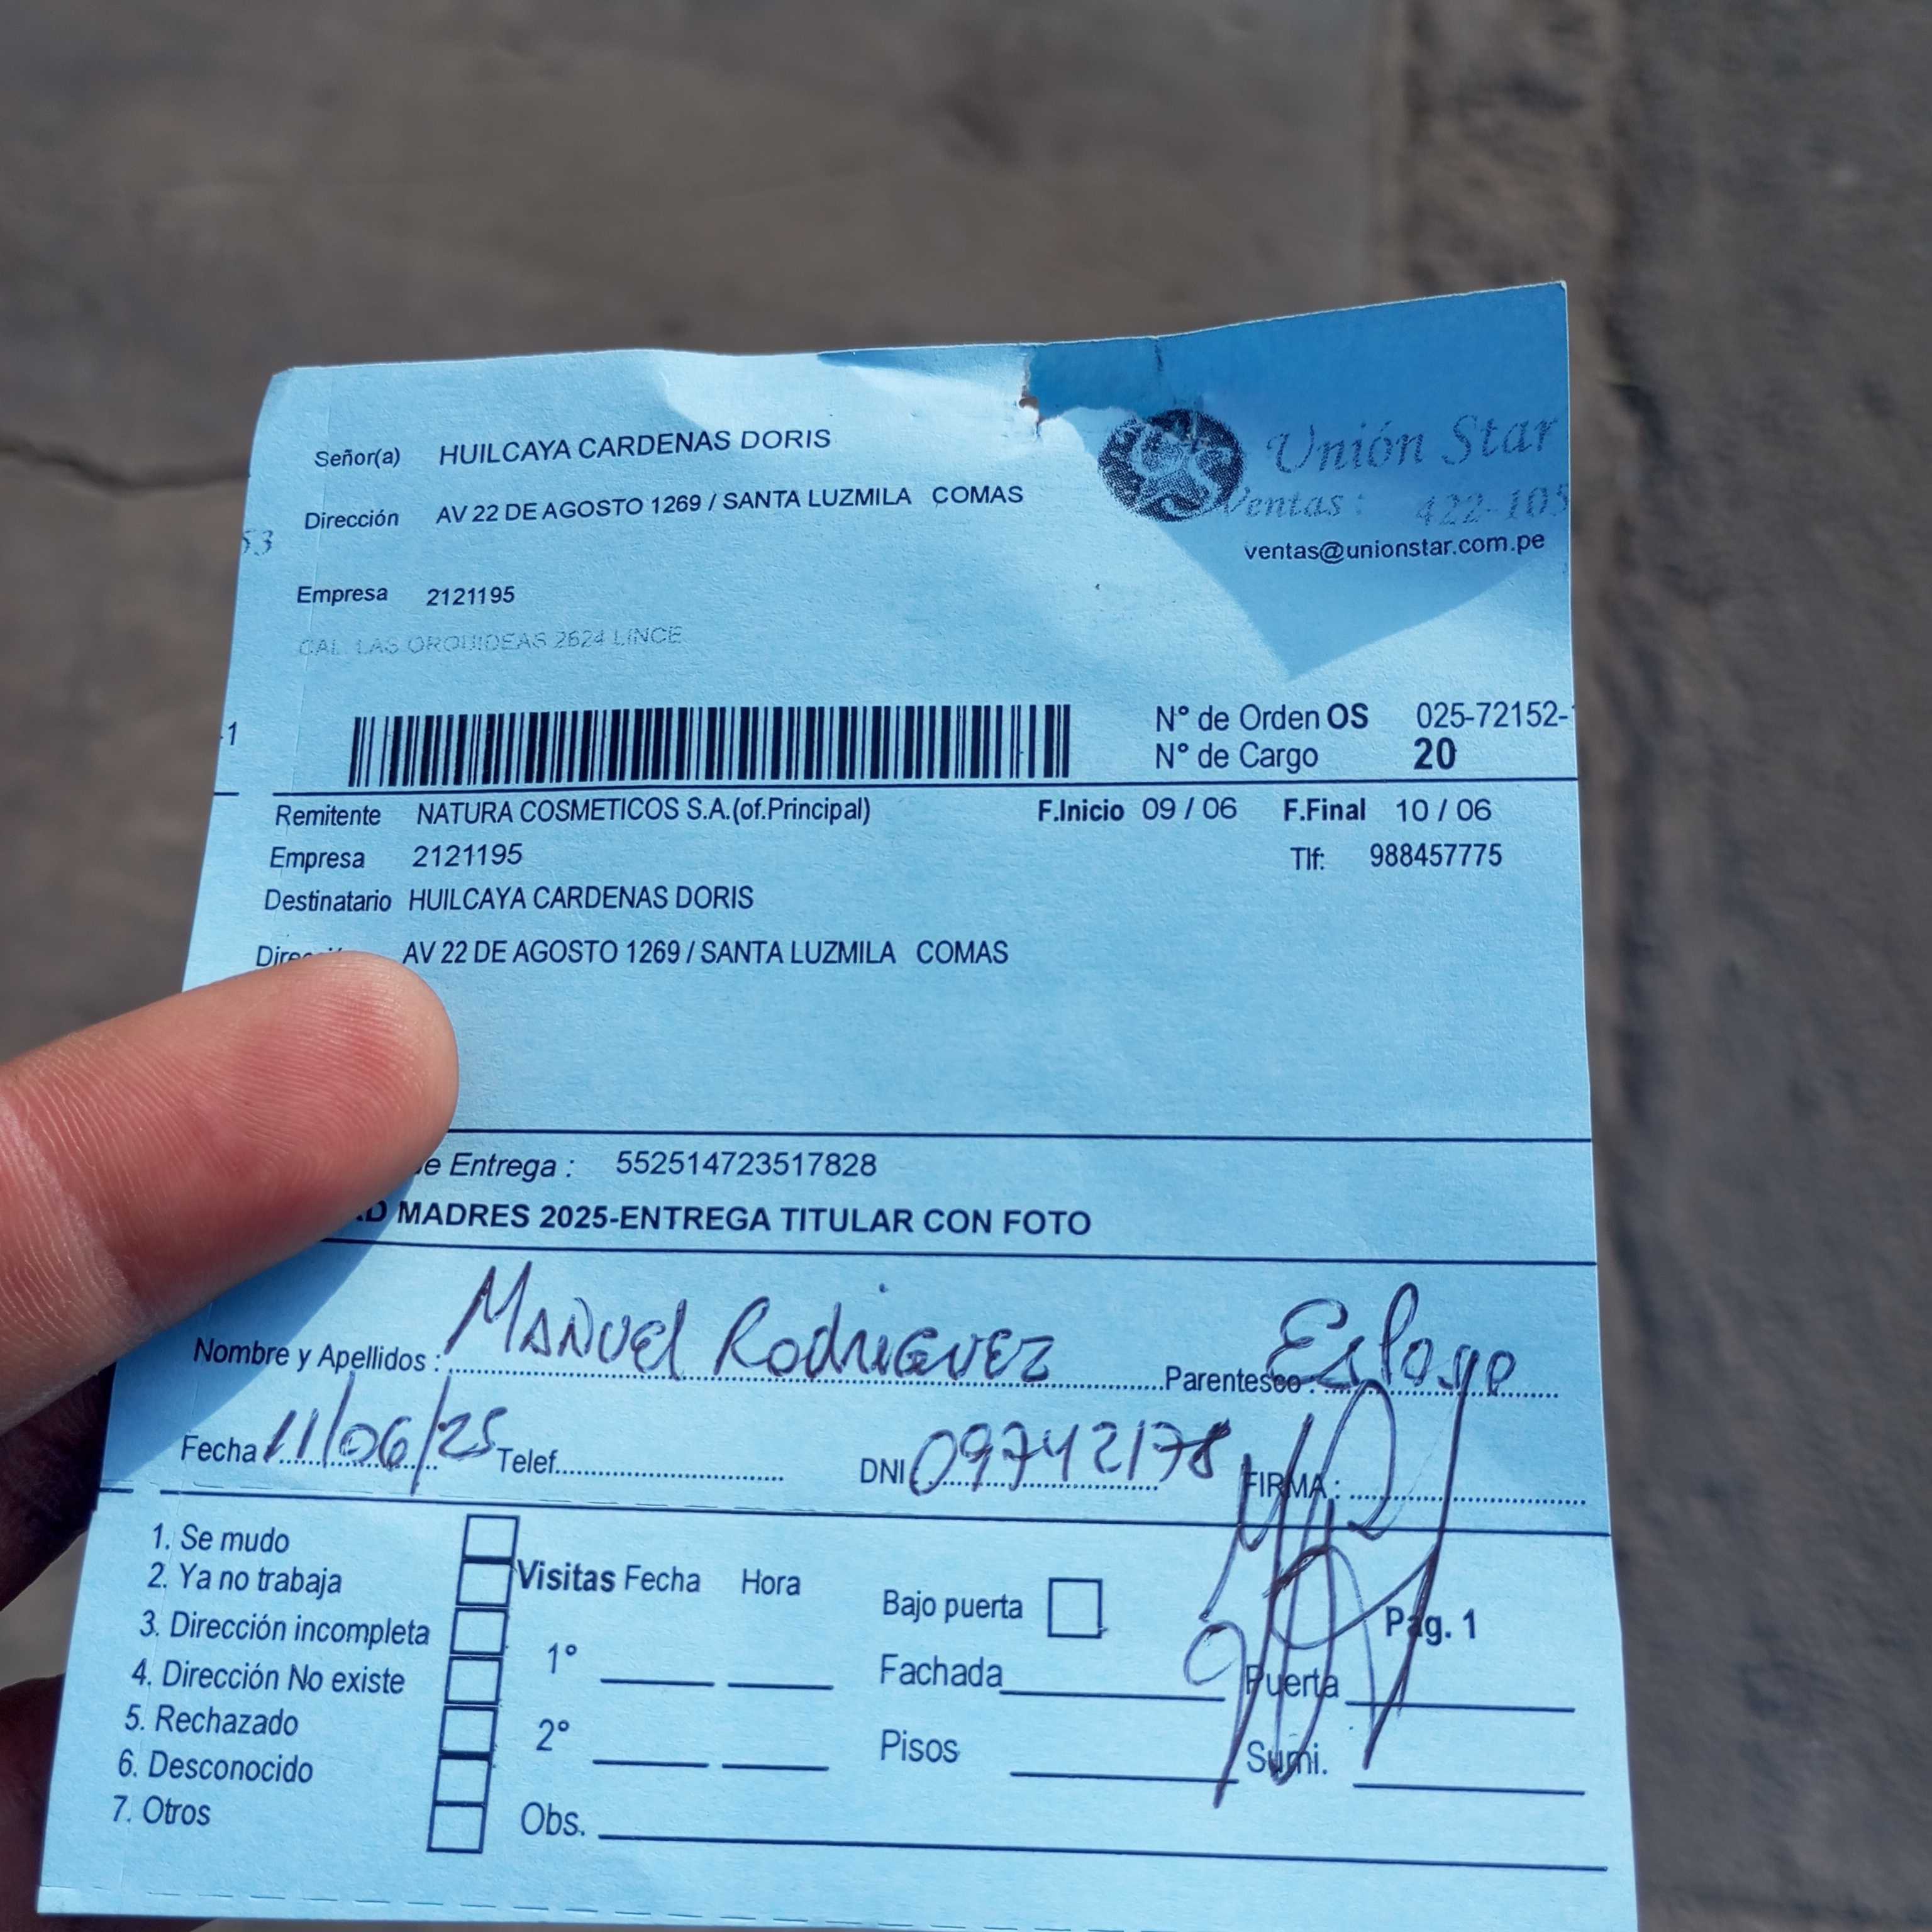 Señor(a) HUILCAYA CARDENAS DORIS
Unión Star
Dirección AV 22 DE AGOSTO 1269 / SANTA LUZMILA COMAS
Ventas : 422-105
53
ventas@unionstar.com.pe
Empresa 2121195
CAL. LAS ORQUIDEAS 2624 LINCE
-1
N° de Orden OS 025-72152-
N° de Cargo 20
Remitente NATURA COSMETICOS S.A.(of.Principal) F.Inicio 09 / 06 F.Final 10 / 06
Empresa 2121195 Tlf: 988457775
Destinatario HUILCAYA CARDENAS DORIS
AV 22 DE AGOSTO 1269 / SANTA LUZMILA COMAS
e Entrega : 552514723517828
MADRES 2025-ENTREGA TITULAR CON FOTO
Nombre y Apellidos : MANUEL RODRIGUEZ Parentesco : Esposo
Fecha 11/06/25 Telef. DNI 09742178 FIRMA :
1. Se mudo
2. Ya no trabaja Visitas Fecha Hora Bajo puerta Pag. 1
3. Dirección incompleta
4. Dirección No existe 1° Fachada Puerta
5. Rechazado
6. Desconocido 2° Pisos Sumi.
7. Otros Obs.